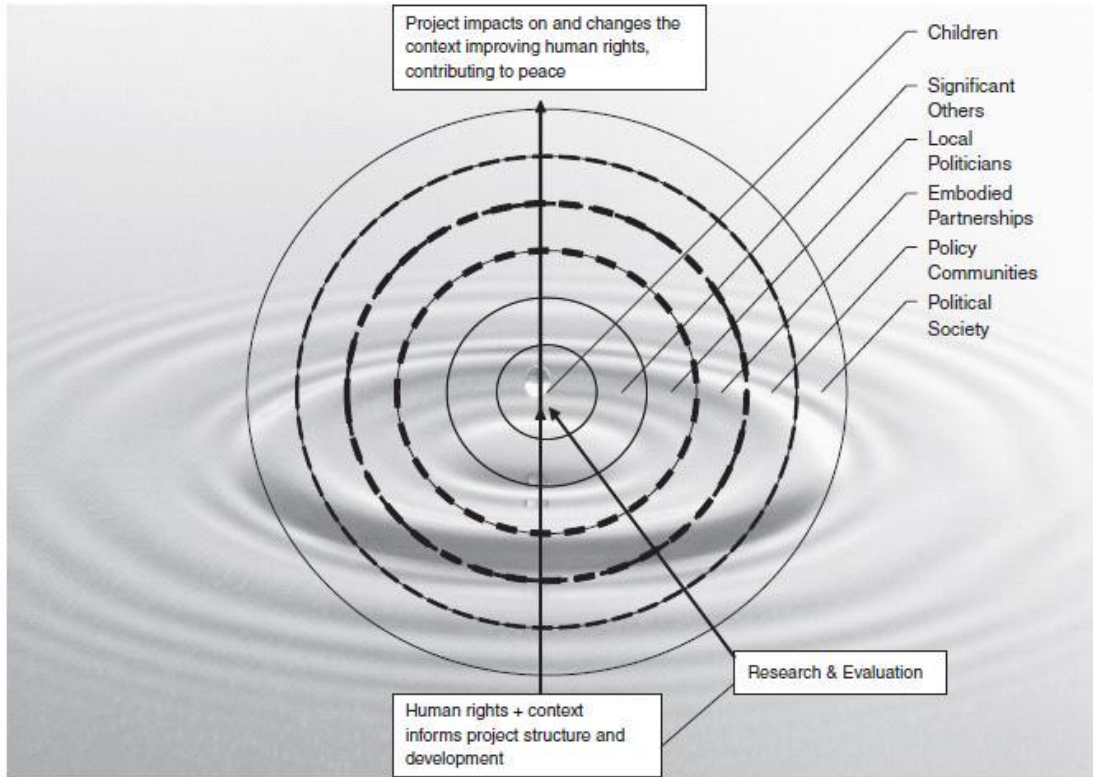 Project impacts on and changes the
context improving human rights,
contributing to peace
Children
Significant
Others
Local
Politicians
Embodied
Partnerships
Policy
Communities
Political
Society
Research & Evaluation
Human rights + context
informs project structure and
development